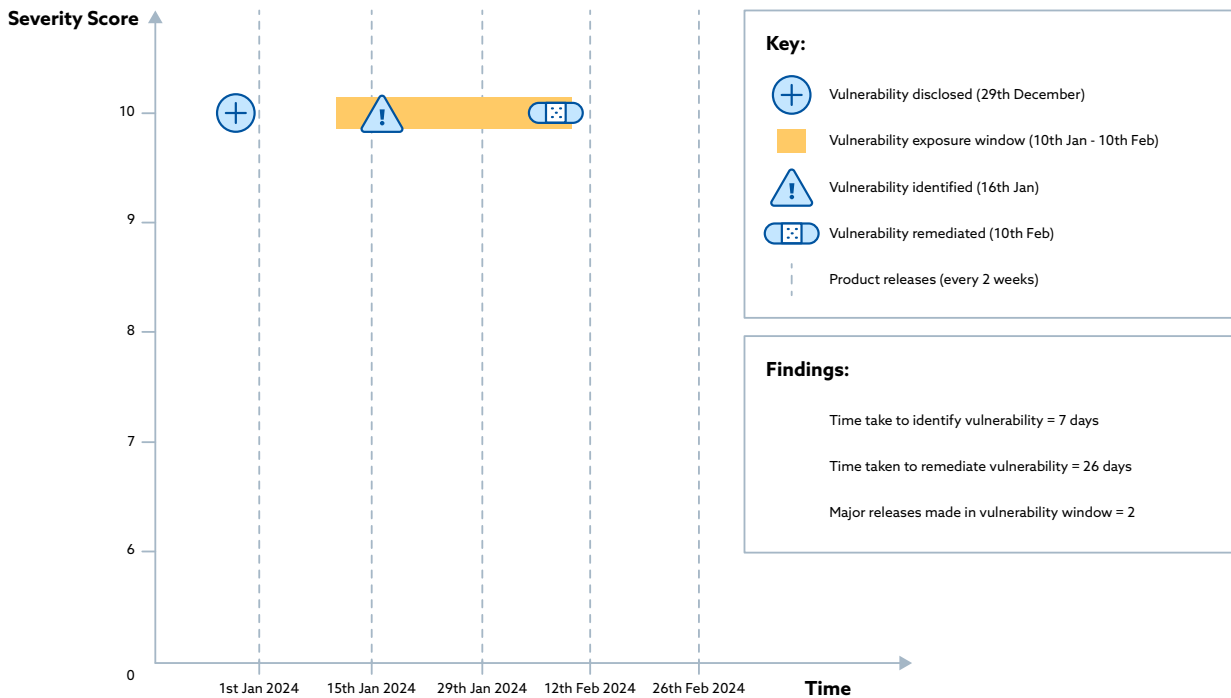 Severity Score
10
9
8
7
6
0
1st Jan 2024
15th Jan 2024
29th Jan 2024
12th Feb 2024
26th Feb 2024
Time
Key:
Vulnerability disclosed (29th December)
Vulnerability exposure window (10th Jan - 10th Feb)
Vulnerability identified (16th Jan)
Vulnerability remediated (10th Feb)
Product releases (every 2 weeks)
Findings:
Time take to identify vulnerability = 7 days
Time taken to remediate vulnerability = 26 days
Major releases made in vulnerability window = 2